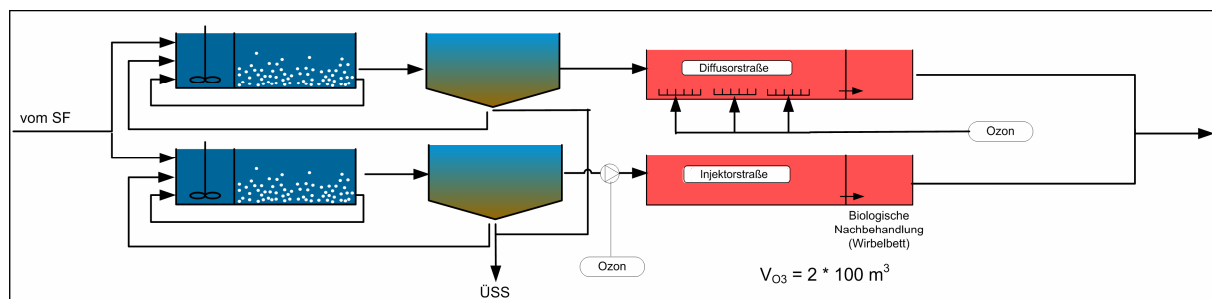 vom SF
Diffusorstraße
Ozon
Injektorstraße
Biologische
Nachbehandlung
(Wirbelbett)
Ozon
ÜSS
V_O3 = 2 * 100 m³